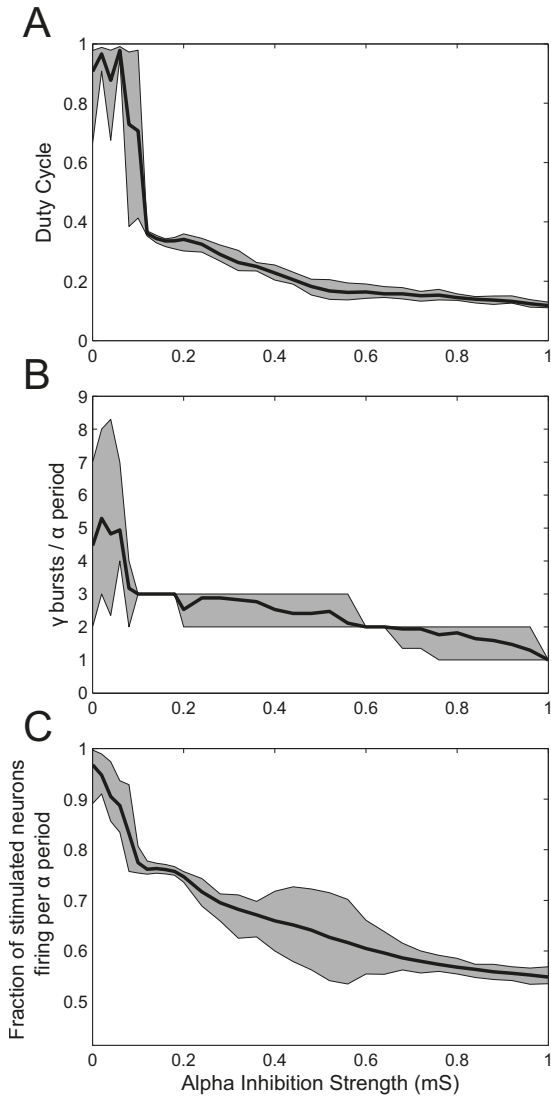 A
Duty Cycle
1
0.8
0.6
0.4
0.2
0
0 0.2 0.4 0.6 0.8 1
B
γ bursts / α period
9
8
7
6
5
4
3
2
1
0
0 0.2 0.4 0.6 0.8 1
C
Fraction of stimulated neurons
firing per α period
1
0.9
0.8
0.7
0.6
0.5
0 0.2 0.4 0.6 0.8 1
Alpha Inhibition Strength (mS)